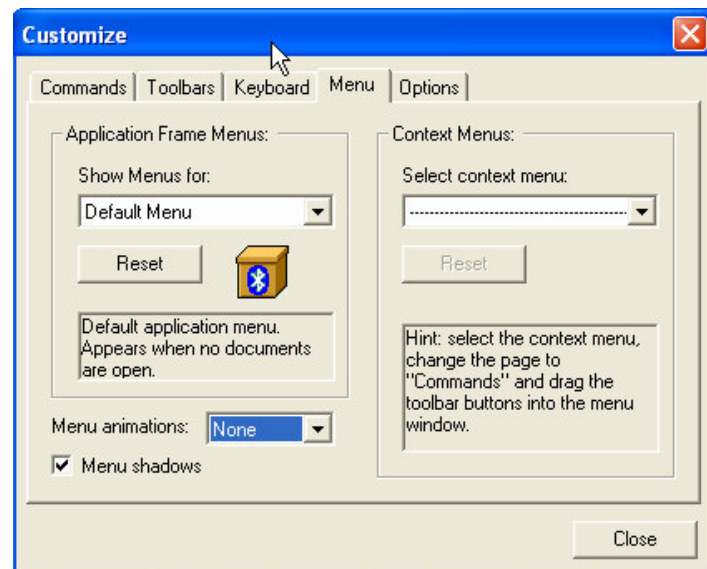 Customize
Commands Toolbars Keyboard Menu Options
Application Frame Menus:
Show Menus for:
Default Menu
Reset
Default application menu.
Appears when no documents
are open.
Menu animations: None
Menu shadows
Context Menus:
Select context menu:
Reset
Hint: select the context menu,
change the page to
"Commands" and drag the
toolbar buttons into the menu
window.
Close